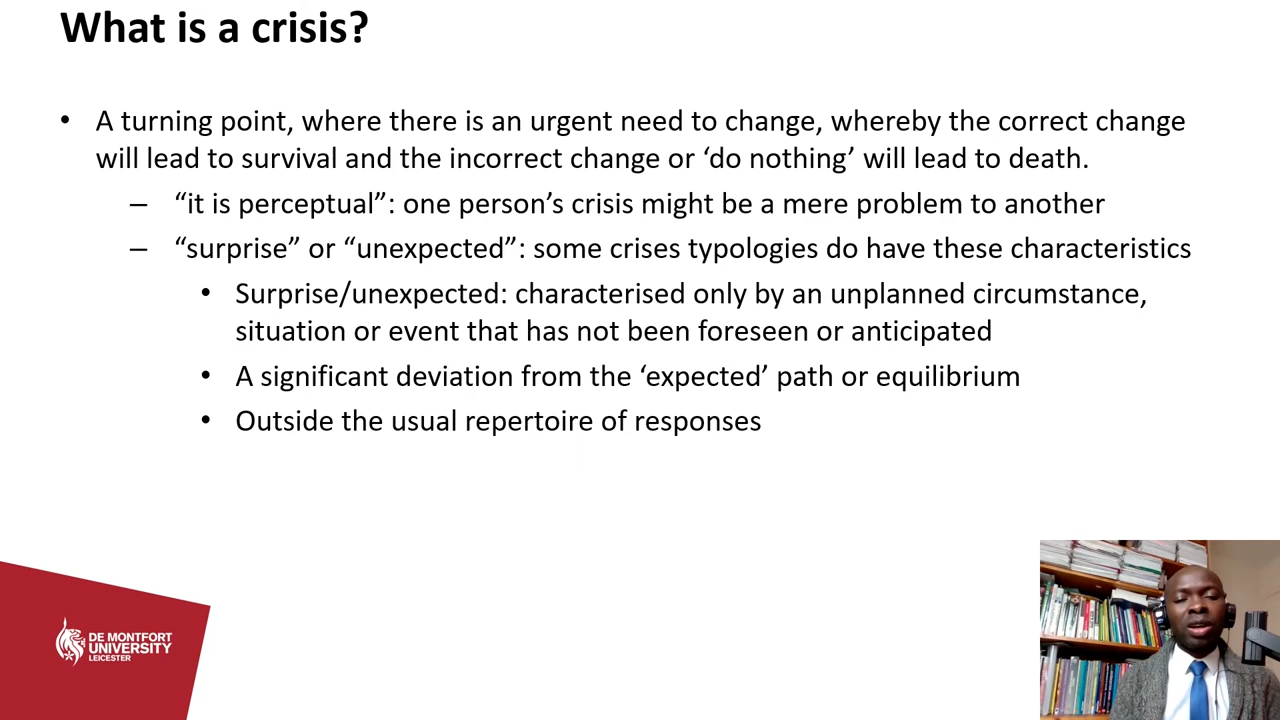 What is a crisis?
• A turning point, where there is an urgent need to change, whereby the correct change
will lead to survival and the incorrect change or ‘do nothing’ will lead to death.
– “it is perceptual”: one person’s crisis might be a mere problem to another
– “surprise” or “unexpected”: some crises typologies do have these characteristics
• Surprise/unexpected: characterised only by an unplanned circumstance,
situation or event that has not been foreseen or anticipated
• A significant deviation from the ‘expected’ path or equilibrium
• Outside the usual repertoire of responses
DE MONTFORT
UNIVERSITY
LEICESTER